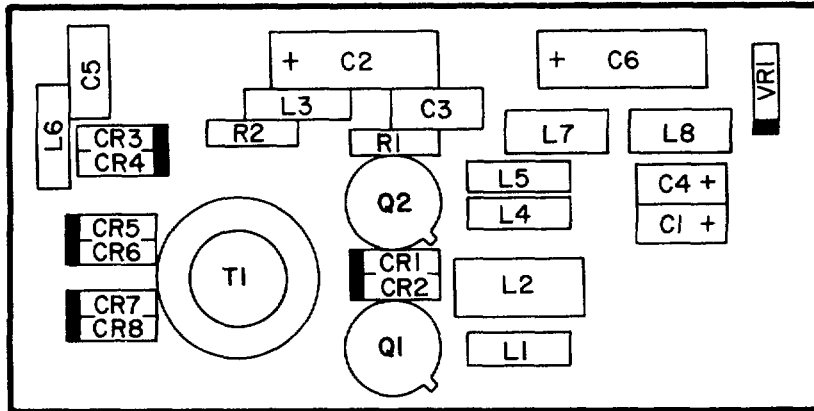 C5
+ C2
+ C6
VR1
L6
L3
C3
R2
R1
L7
L8
CR3
CR4
L5
L4
C4 +
C1 +
Q2
CR5
CR6
T1
CR1
CR2
L2
CR7
CR8
Q1
L1